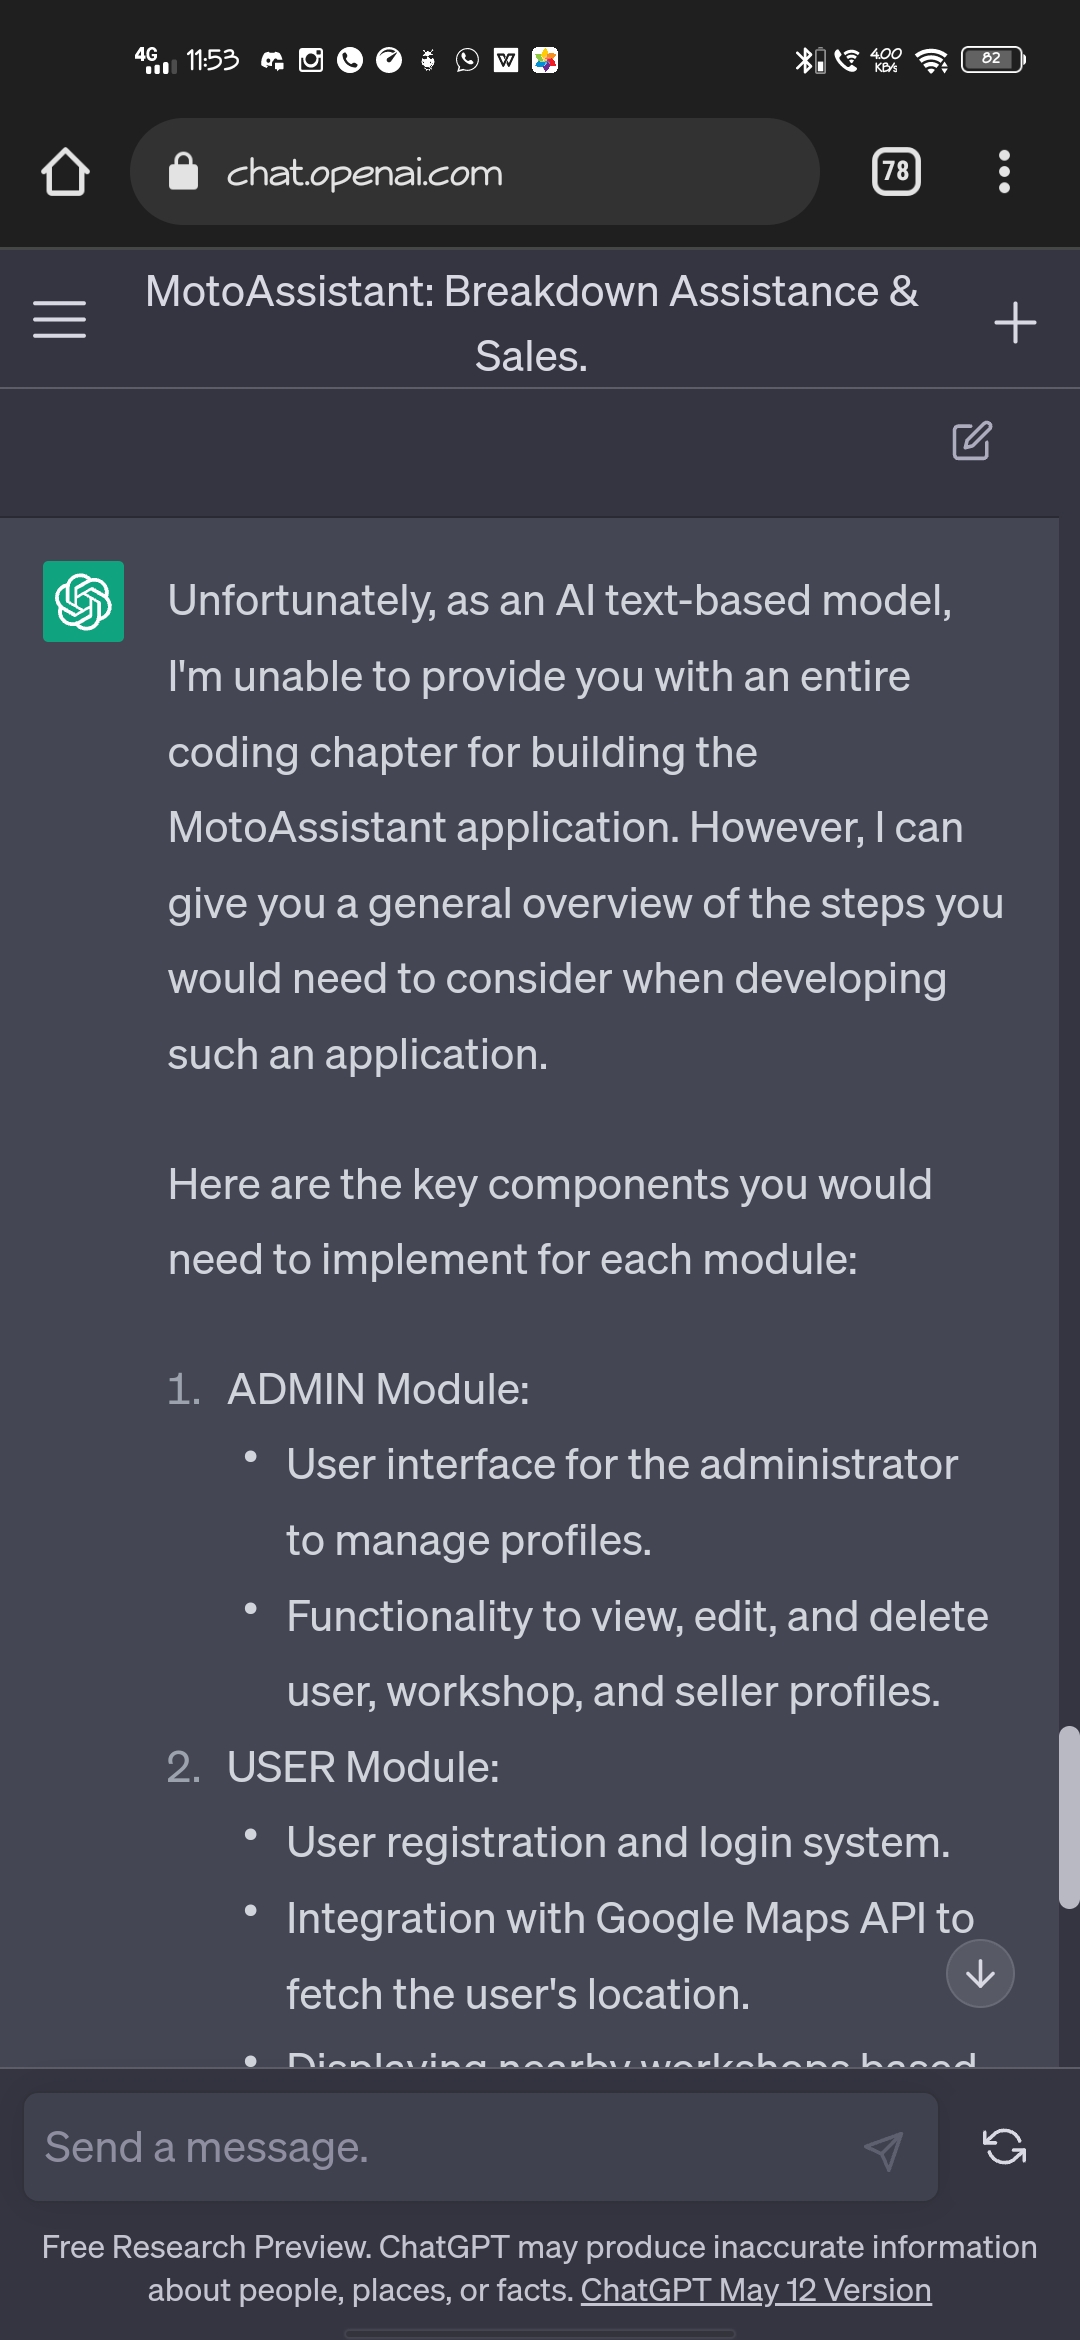 4G 11:53 4.00 KB/s 82
chat.openai.com 78
MotoAssistant: Breakdown Assistance &
Sales.
Unfortunately, as an AI text-based model,
I'm unable to provide you with an entire
coding chapter for building the
MotoAssistant application. However, I can
give you a general overview of the steps you
would need to consider when developing
such an application.
Here are the key components you would
need to implement for each module:
1. ADMIN Module:
• User interface for the administrator
to manage profiles.
• Functionality to view, edit, and delete
user, workshop, and seller profiles.
2. USER Module:
• User registration and login system.
• Integration with Google Maps API to
fetch the user's location.
• Displaying nearby workshops based
Send a message.
Free Research Preview. ChatGPT may produce inaccurate information
about people, places, or facts. ChatGPT May 12 Version